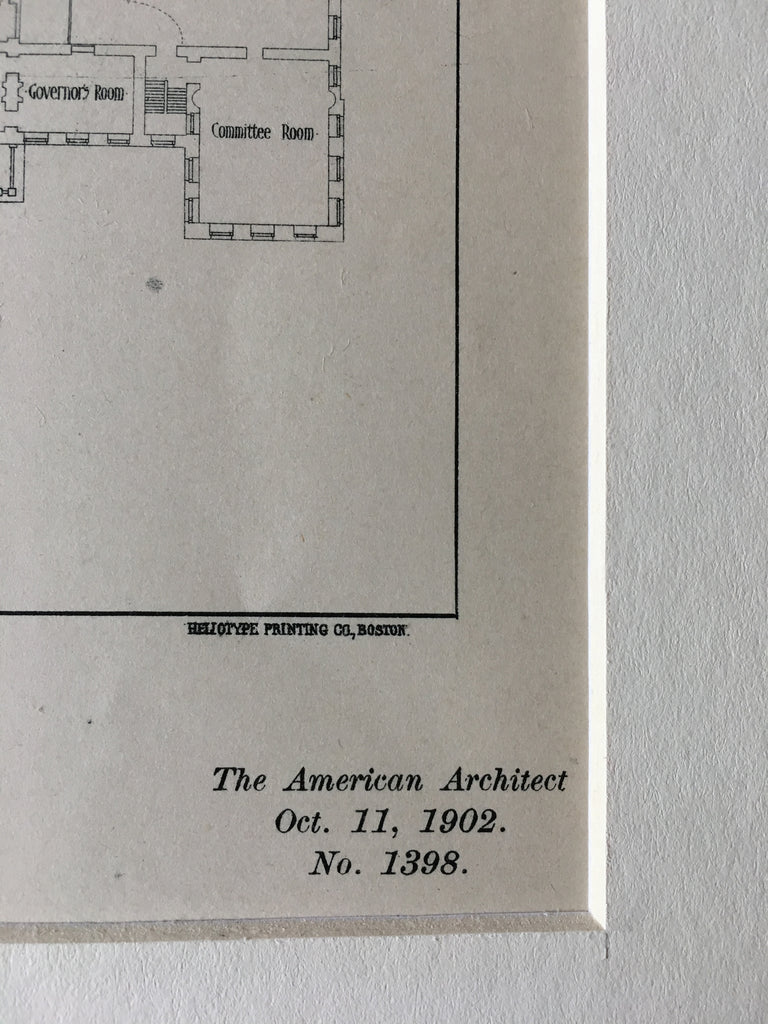 Governor's Room
Committee Room
HELIOTYPE PRINTING CO., BOSTON.
The American Architect
Oct. 11, 1902.
No. 1398.